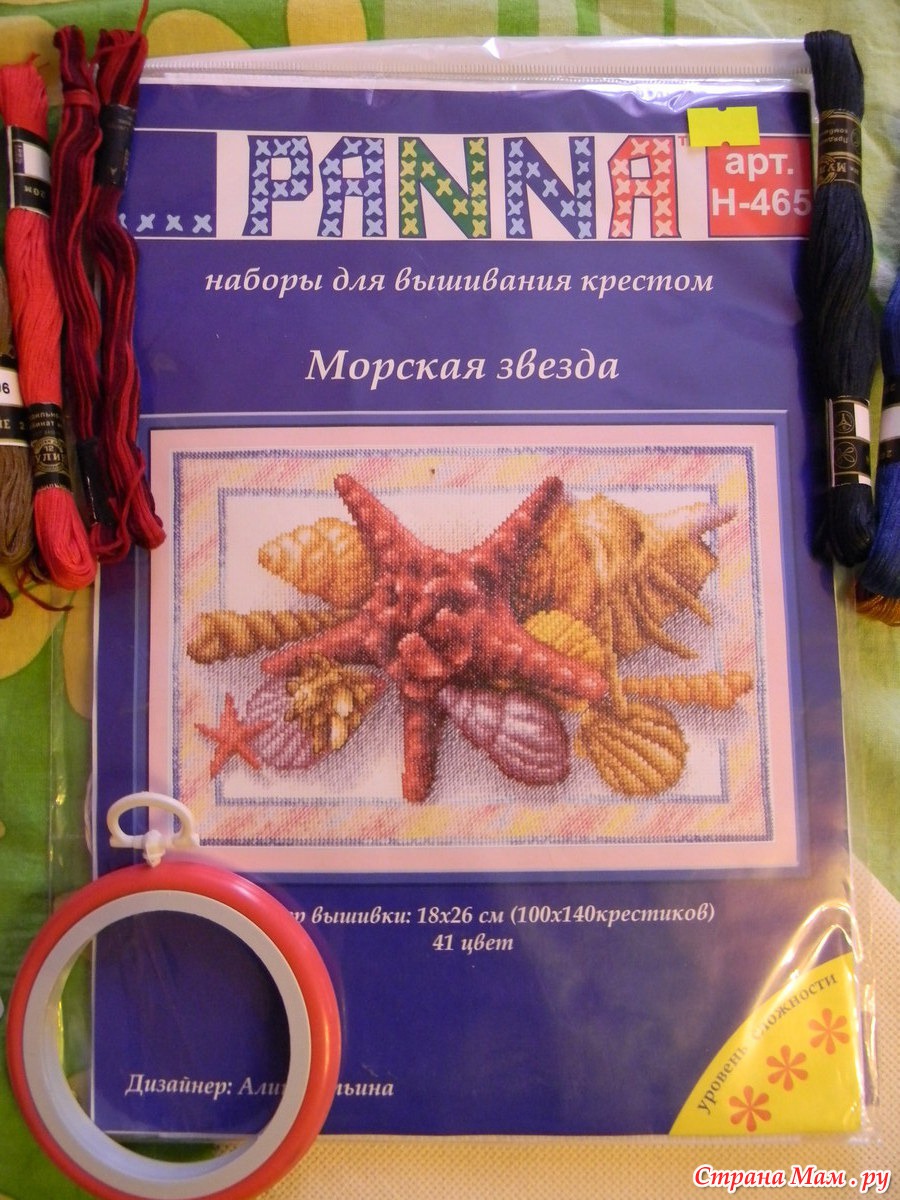 PANNA
арт.
Н-465
наборы для вышивания крестом
Морская звезда
вышивки: 18х26 см (100х140крестиков)
41 цвет
Дизайнер:
уровень сложности
Страна Мам.ру